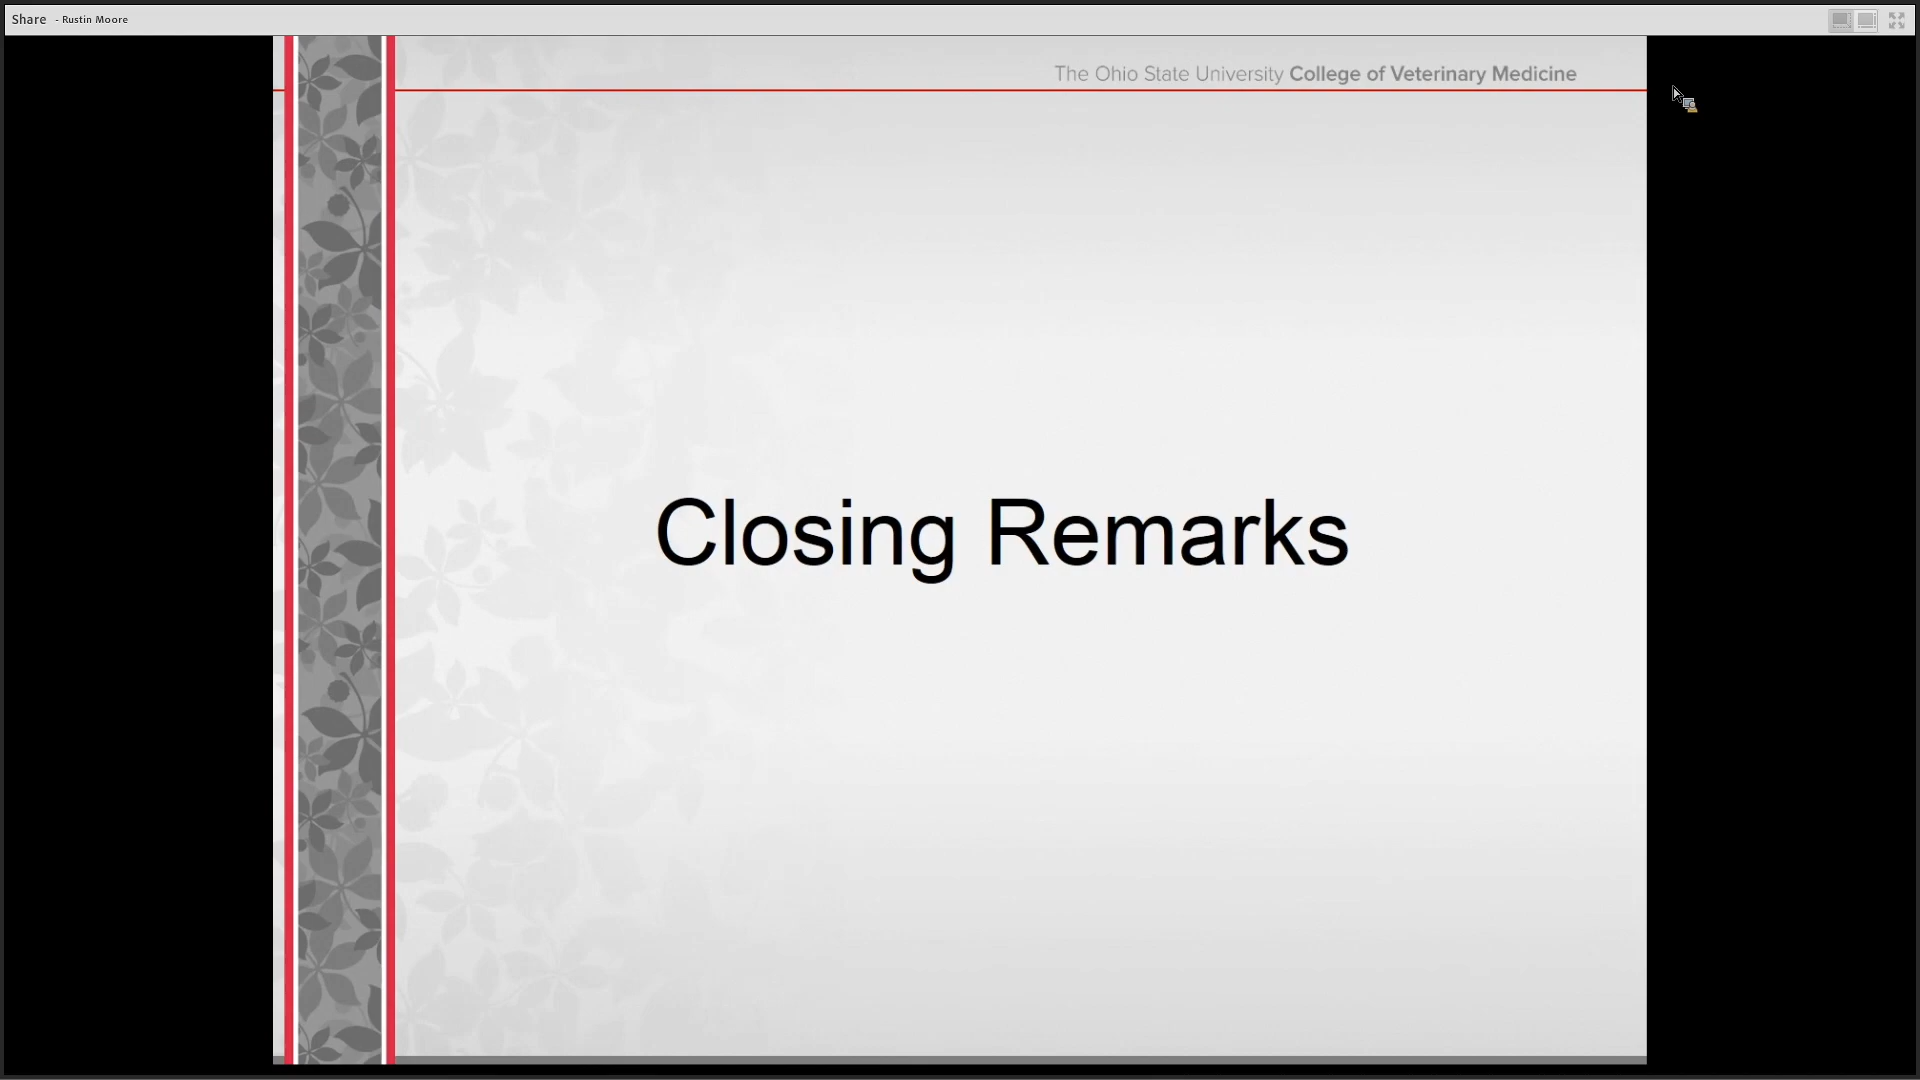 Share - Rustin Moore
The Ohio State University College of Veterinary Medicine
Closing Remarks